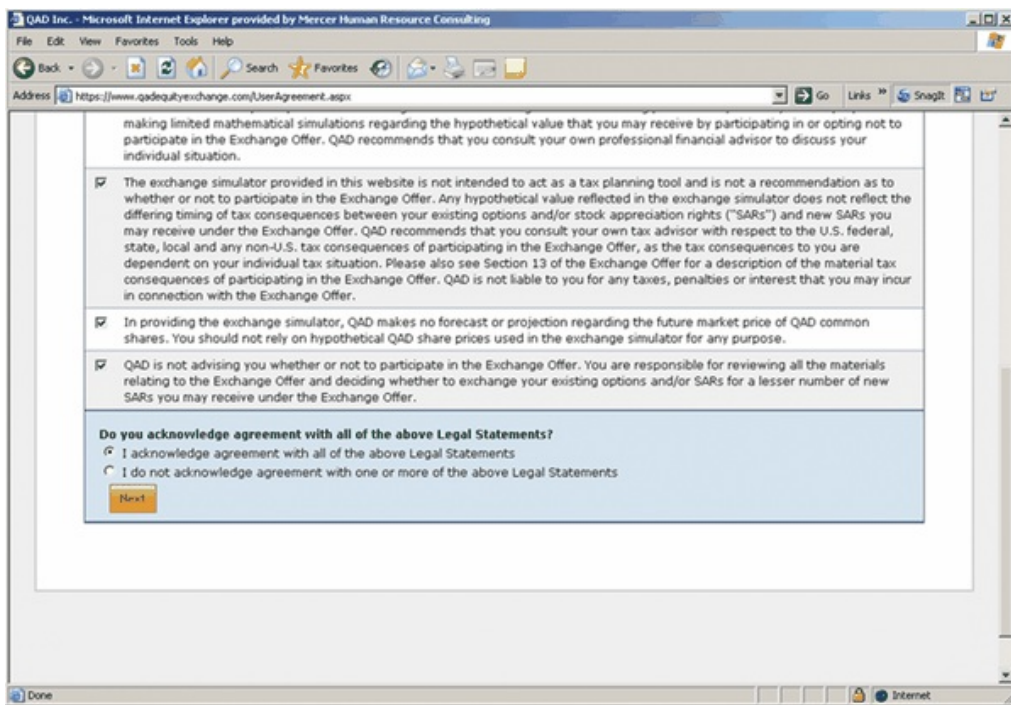 QAD Inc. - Microsoft Internet Explorer provided by Mercer Human Resource Consulting
File Edit View Favorites Tools Help
Back Search Favorites
Address https://www.qadequityexchange.com/UserAgreement.aspx Go Links » SnagIt
making limited mathematical simulations regarding the hypothetical value that you may receive by participating in or opting not to
participate in the Exchange Offer. QAD recommends that you consult your own professional financial advisor to discuss your
individual situation.
The exchange simulator provided in this website is not intended to act as a tax planning tool and is not a recommendation as to
whether or not to participate in the Exchange Offer. Any hypothetical value reflected in the exchange simulator does not reflect the
differing timing of tax consequences between your existing options and/or stock appreciation rights ("SARs") and new SARs you
may receive under the Exchange Offer. QAD recommends that you consult your own tax advisor with respect to the U.S. federal,
state, local and any non-U.S. tax consequences of participating in the Exchange Offer, as the tax consequences to you are
dependent on your individual tax situation. Please also see Section 13 of the Exchange Offer for a description of the material tax
consequences of participating in the Exchange Offer. QAD is not liable to you for any taxes, penalties or interest that you may incur
in connection with the Exchange Offer.
In providing the exchange simulator, QAD makes no forecast or projection regarding the future market price of QAD common
shares. You should not rely on hypothetical QAD share prices used in the exchange simulator for any purpose.
QAD is not advising you whether or not to participate in the Exchange Offer. You are responsible for reviewing all the materials
relating to the Exchange Offer and deciding whether to exchange your existing options and/or SARs for a lesser number of new
SARs you may receive under the Exchange Offer.
Do you acknowledge agreement with all of the above Legal Statements?
I acknowledge agreement with all of the above Legal Statements
I do not acknowledge agreement with one or more of the above Legal Statements
Next
Done Internet